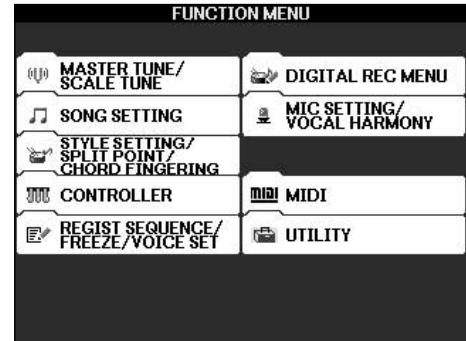 FUNCTION MENU
MASTER TUNE/
SCALE TUNE
SONG SETTING
STYLE SETTING/
SPLIT POINT/
CHORD FINGERING
CONTROLLER
REGIST SEQUENCE/
FREEZE/VOICE SET
DIGITAL REC MENU
MIC SETTING/
VOCAL HARMONY
MIDI MIDI
UTILITY